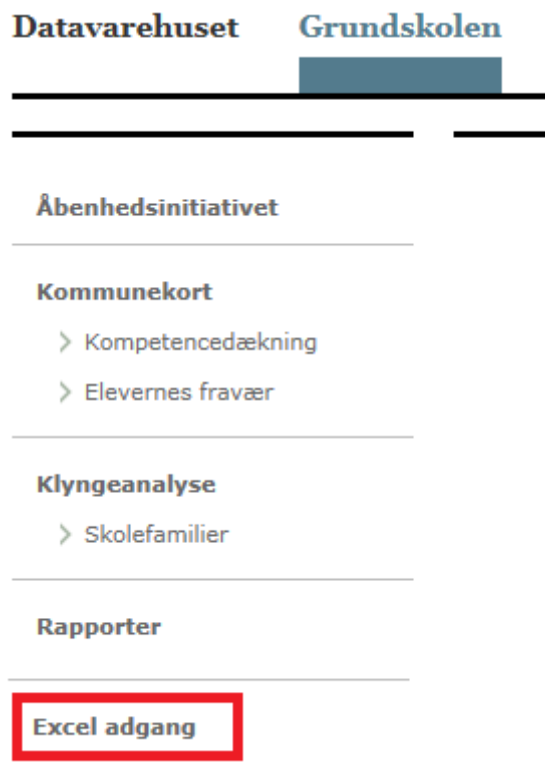 Datavarehuset Grundskolen
Åbenhedsinitiativet
Kommunekort
Kompetencedækning
Elevernes fravær
Klyngeanalyse
Skolefamilier
Rapporter
Excel adgang